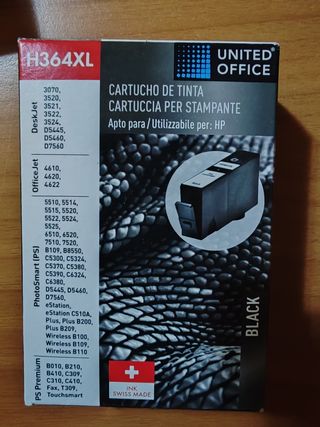 H364XL
UNITED
OFFICE
CARTUCHO DE TINTA
CARTUCCIA PER STAMPANTE
Apto para/Utilizzabile per: HP
DeskJet
3070,
3520,
3521,
3522,
3524,
D5445,
D5460,
D7560
OfficeJet
4610,
4620,
4622
PhotoSmart (PS)
5510, 5514,
5515, 5520,
5522, 5524,
5525,
6510, 6520,
7510, 7520,
B109, B8550,
C5300, C5324,
C5370, C5380,
C5390, C6324,
C6380,
D5445, D5460,
D7560,
eStation,
eStation C510A,
Plus, Plus B200,
Plus B209,
Wireless B100,
Wireless B109,
Wireless B110
PS Premium
B010, B210,
B410, C309,
C310, C410,
Fax, T309,
Touchsmart
BLACK
INK
SWISS MADE